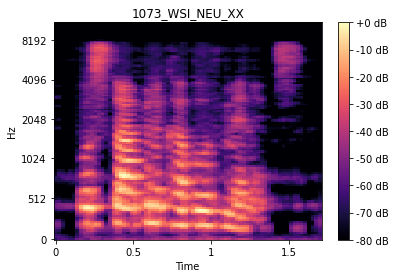 1073_WSI_NEU_XX
+0 dB
8192
-10 dB
4096
-20 dB
-30 dB
2048
Hz
-40 dB
1024
-50 dB
512
-60 dB
-70 dB
0
-80 dB
0
0.5
1
1.5
Time